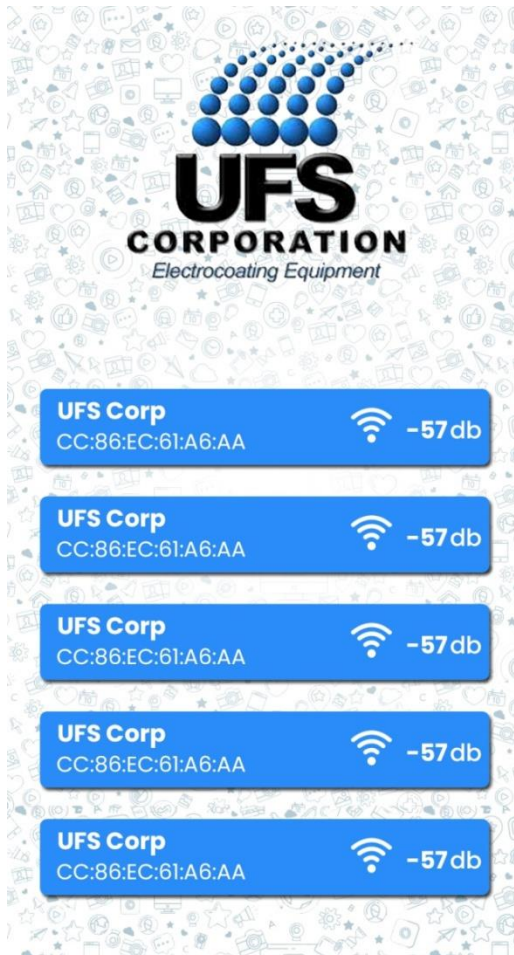 UFS
CORPORATION
Electrocoating Equipment
UFS Corp
CC:86:EC:61:A6:AA
-57db
UFS Corp
CC:86:EC:61:A6:AA
-57db
UFS Corp
CC:86:EC:61:A6:AA
-57db
UFS Corp
CC:86:EC:61:A6:AA
-57db
UFS Corp
CC:86:EC:61:A6:AA
-57db